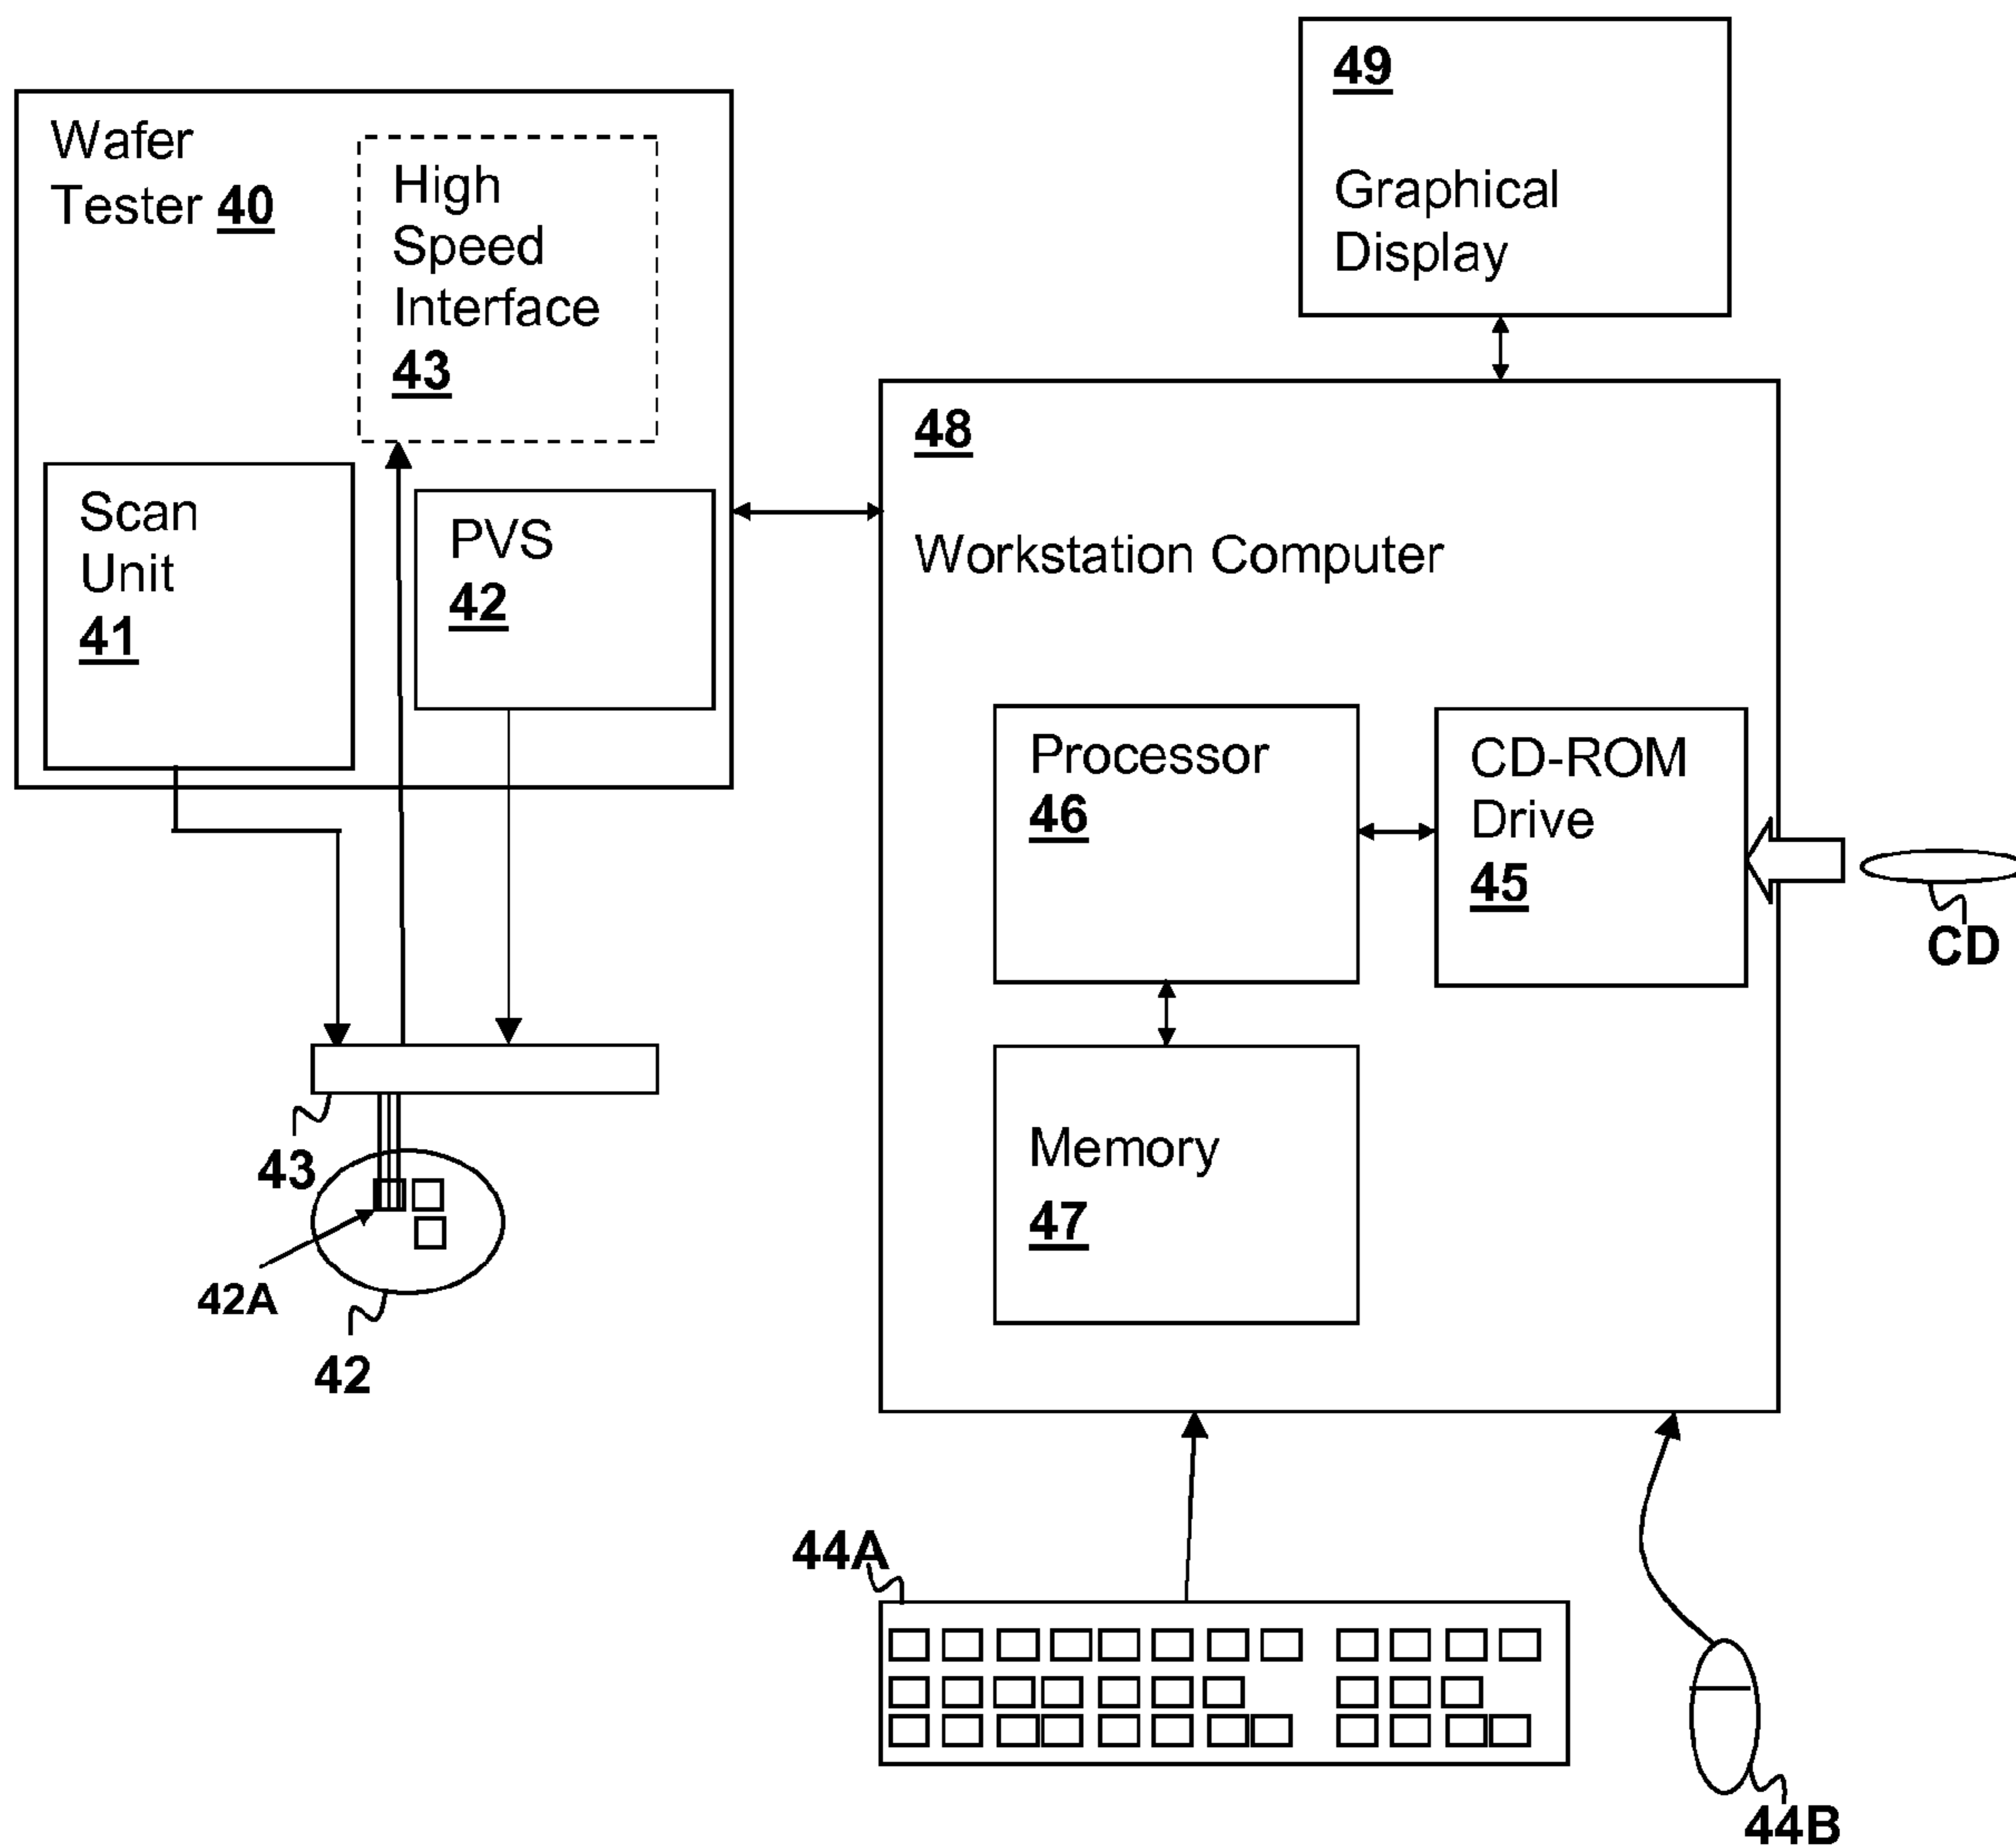 Wafer
Tester 40
High
Speed
Interface
43
Scan
Unit
41
PVS
42
43
42A
42
49
Graphical
Display
48
Workstation Computer
Processor
46
CD-ROM
Drive
45
CD
Memory
47
44A
44B